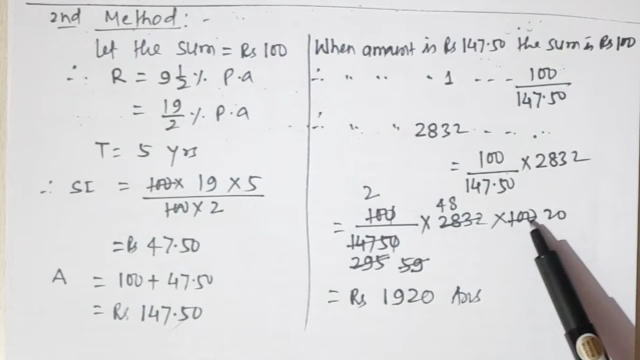 2nd Method:-
Let the sum = Rs 100
∴ R = 9 1/2 % P.a
= 19/2 % P.a
T = 5 yrs
∴ SI = 100 × 19 × 5 / 100 × 2
= Rs 47.50
A = 100 + 47.50
= Rs. 147.50
When amount is Rs 147.50 the sum is Rs 100
∴ " " " 1 --- 100/147.50
∴ " " 2832 - - ...
= 100/147.50 × 2832
2 48
= 100/14750 × 2832 × 100 20
295 59
= Rs 1920 Ans